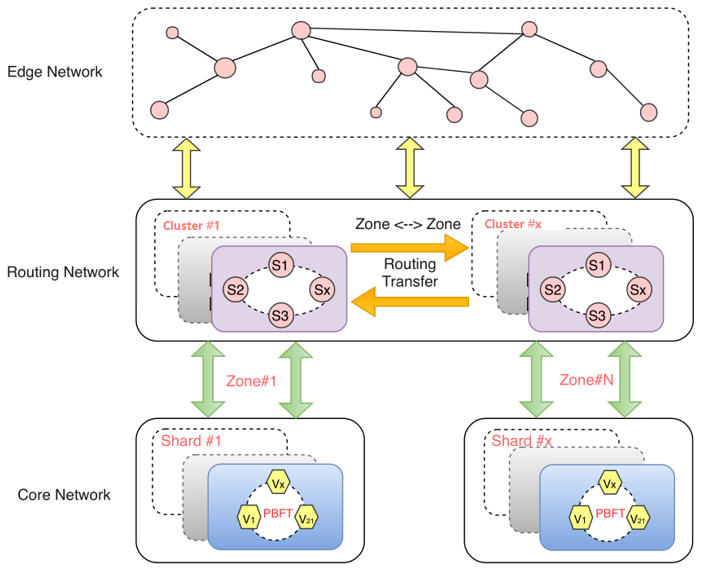 Edge Network
Cluster #1
Zone <--> Zone
Cluster #x
Routing Network
Routing
Transfer
S1
S2
Sx
S3
S1
S2
Sx
S3
Zone#1
Zone#N
Shard #1
Shard #x
Core Network
Vx
V1
PBFT
V21
Vx
V1
PBFT
V21